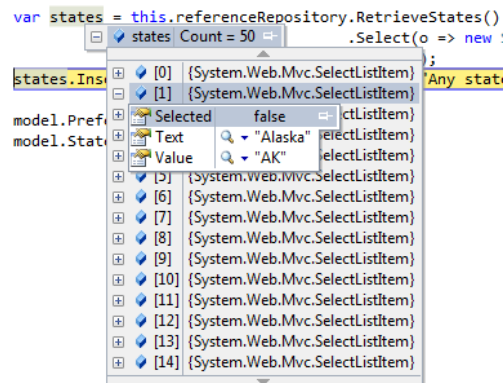 var states = this.referenceRepository.RetrieveStates()
states Count = 50 .Select(o => new
);
[0] {System.Web.Mvc.SelectListItem}
states.Ins "Any state
[1] {System.Web.Mvc.SelectListItem}
Selected false ctListItem}
model.Pref
Text "Alaska" ectListItem}
model.Stat
Value "AK" ectListItem}
[5] {System.Web.Mvc.SelectListItem}
[6] {System.Web.Mvc.SelectListItem}
[7] {System.Web.Mvc.SelectListItem}
[8] {System.Web.Mvc.SelectListItem}
[9] {System.Web.Mvc.SelectListItem}
[10] {System.Web.Mvc.SelectListItem}
[11] {System.Web.Mvc.SelectListItem}
[12] {System.Web.Mvc.SelectListItem}
[13] {System.Web.Mvc.SelectListItem}
[14] {System.Web.Mvc.SelectListItem}